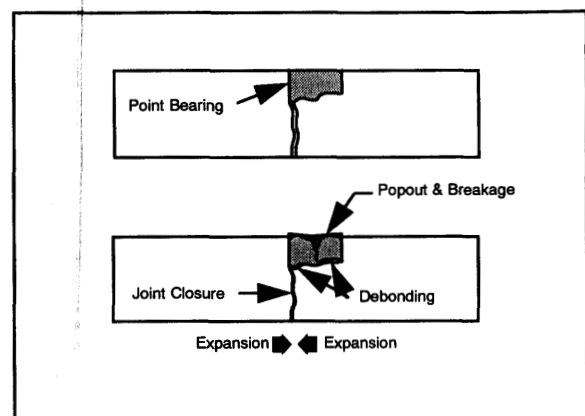 Point Bearing
Popout & Breakage
Joint Closure
Debonding
Expansion Expansion